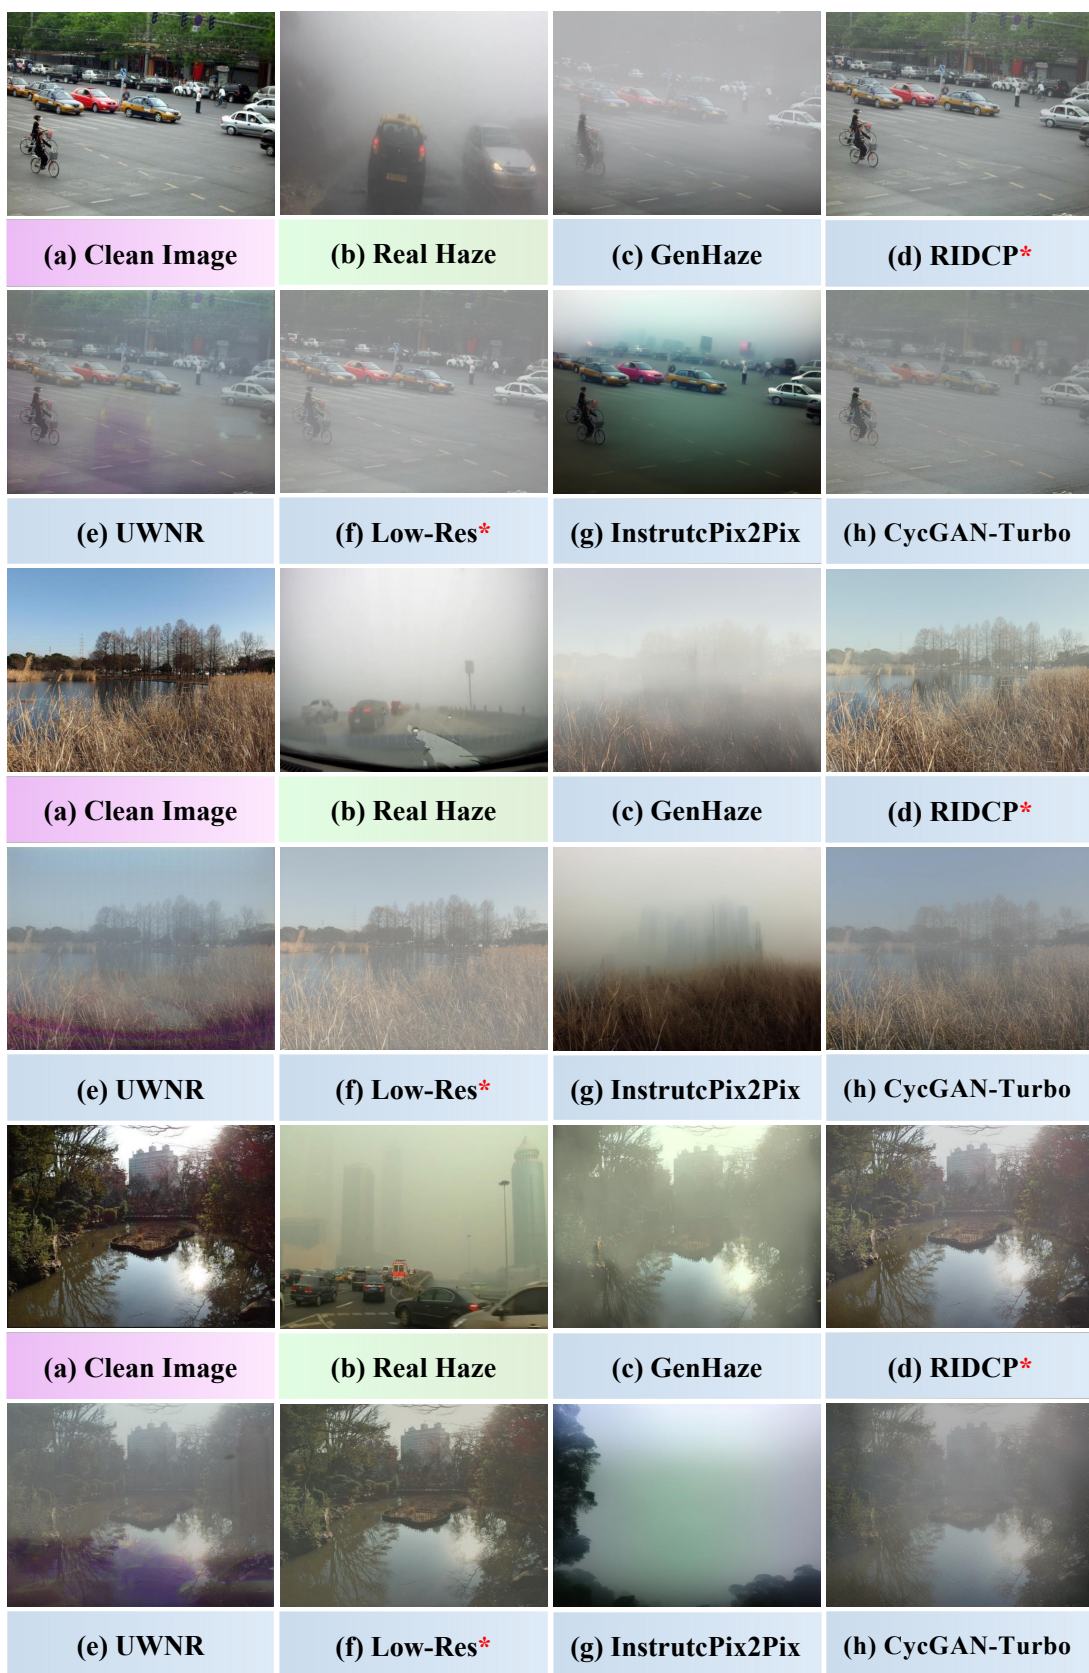 (a) Clean Image
(b) Real Haze
(c) GenHaze
(d) RIDCP*
(e) UWNR
(f) Low-Res*
(g) InstrutcPix2Pix
(h) CycGAN-Turbo
(a) Clean Image
(b) Real Haze
(c) GenHaze
(d) RIDCP*
(e) UWNR
(f) Low-Res*
(g) InstrutcPix2Pix
(h) CycGAN-Turbo
(a) Clean Image
(b) Real Haze
(c) GenHaze
(d) RIDCP*
(e) UWNR
(f) Low-Res*
(g) InstrutcPix2Pix
(h) CycGAN-Turbo